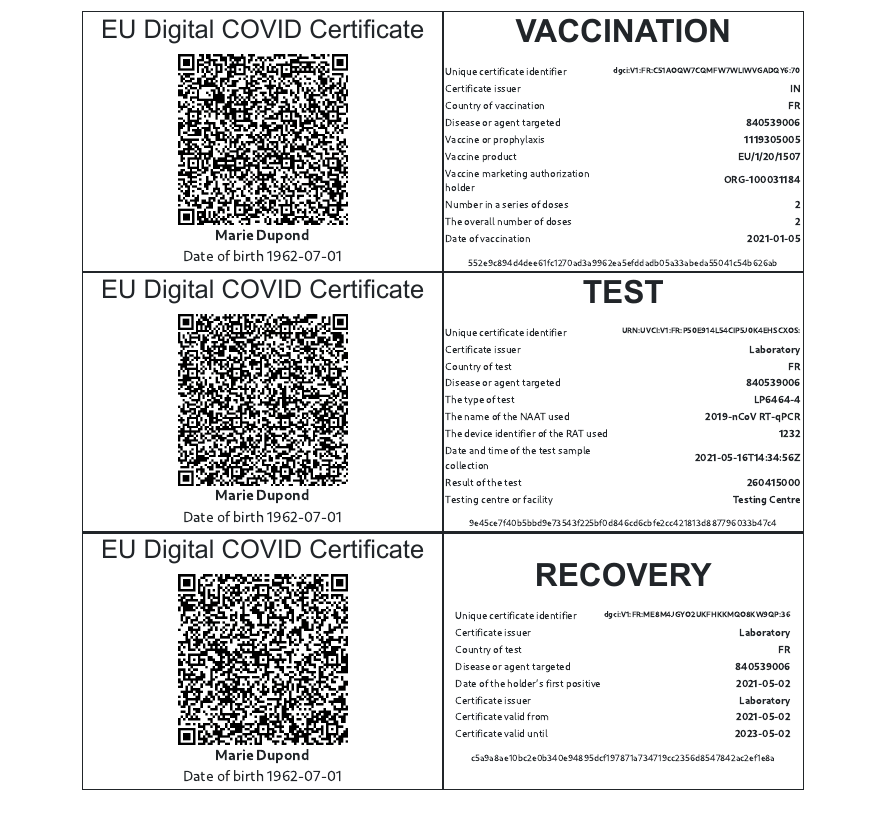 EU Digital COVID Certificate
Marie Dupond
Date of birth 1962-07-01
VACCINATION
Unique certificate identifier dgci:V1:FR:C51AOQW7CQMFW7WLIWVGADQY6:70
Certificate issuer IN
Country of vaccination FR
Disease or agent targeted 840539006
Vaccine or prophylaxis 1119305005
Vaccine product EU/1/20/1507
Vaccine marketing authorization
holder ORG-100031184
Number in a series of doses 2
The overall number of doses 2
Date of vaccination 2021-01-05
552e9c894d4dee61fc1270ad3a9962ea5efddadb05a33abeda55041c54b626ab
EU Digital COVID Certificate
Marie Dupond
Date of birth 1962-07-01
TEST
Unique certificate identifier URN:UVCI:V1:FR:P50E914L54CIP5J0K4EHSCXOS:
Certificate issuer Laboratory
Country of test FR
Disease or agent targeted 840539006
The type of test LP6464-4
The name of the NAAT used 2019-nCoV RT-qPCR
The device identifier of the RAT used 1232
Date and time of the test sample
collection 2021-05-16T14:34:56Z
Result of the test 260415000
Testing centre or facility Testing Centre
9e45ce7f40b5bbd9e73543f225bf0d846cd6cbfe2cc421813d887796033b47c4
EU Digital COVID Certificate
Marie Dupond
Date of birth 1962-07-01
RECOVERY
Unique certificate identifier dgci:V1:FR:ME8M4JGYO2UKFHKKMQO8KW9QP:36
Certificate issuer Laboratory
Country of test FR
Disease or agent targeted 840539006
Date of the holder's first positive 2021-05-02
Certificate issuer Laboratory
Certificate valid from 2021-05-02
Certificate valid until 2023-05-02
c5a9a8ae10bc2e0b340e94895dcf197871a734719cc2356d8547842ac2ef1e8a